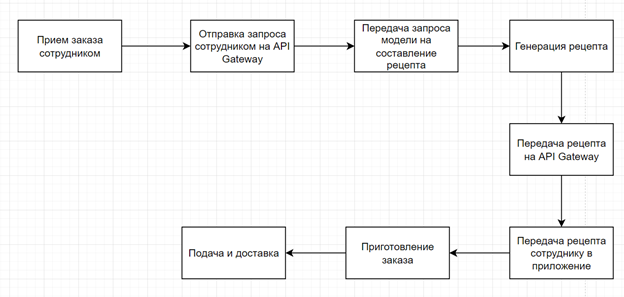 Прием заказа
сотрудником
Отправка запроса
сотрудником на API
Gateway
Передача запроса
модели на
составление
рецепта
Генерация рецепта
Передача рецепта
на API Gateway
Передача рецепта
сотруднику в
приложение
Приготовление
заказа
Подача и доставка